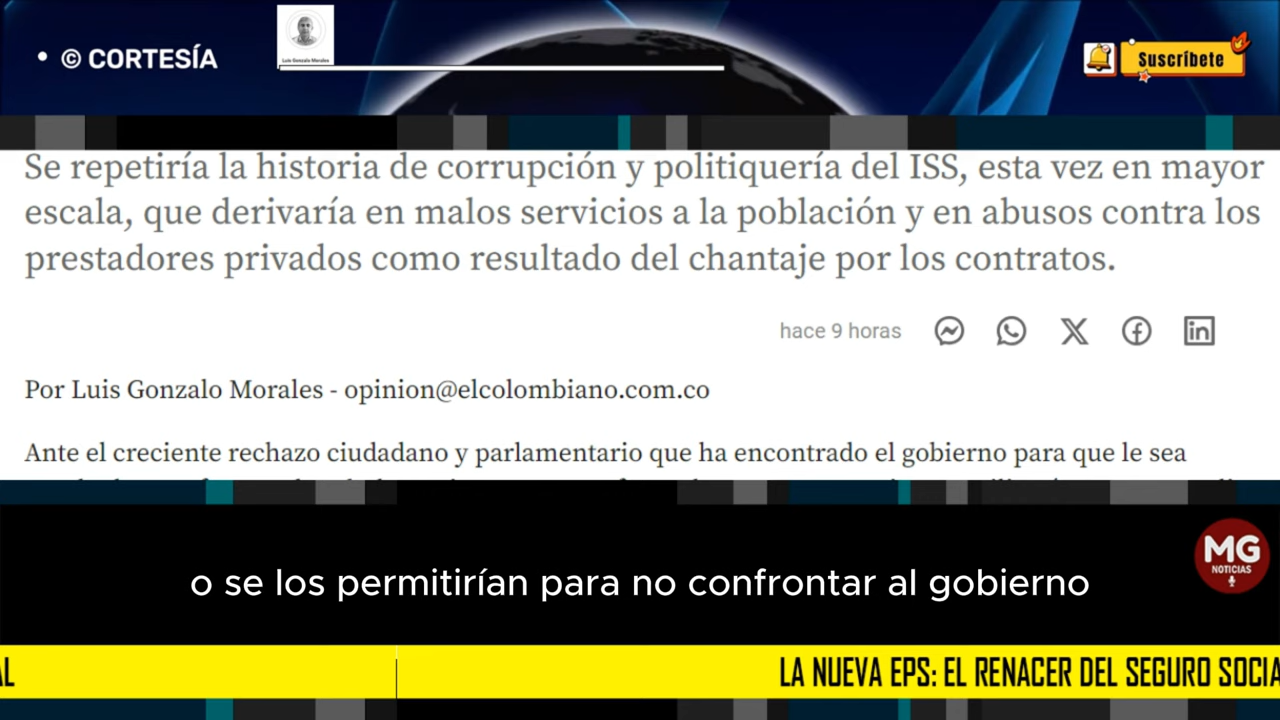 • © CORTESÍA
Luis Gonzalo Morales
Suscríbete
Se repetiría la historia de corrupción y politiquería del ISS, esta vez en mayor
escala, que derivaría en malos servicios a la población y en abusos contra los
prestadores privados como resultado del chantaje por los contratos.
hace 9 horas
Por Luis Gonzalo Morales - opinion@elcolombiano.com.co
Ante el creciente rechazo ciudadano y parlamentario que ha encontrado el gobierno para que le sea
o se los permitirían para no confrontar al gobierno
MG
NOTICIAS
AL
LA NUEVA EPS: EL RENACER DEL SEGURO SOCIA